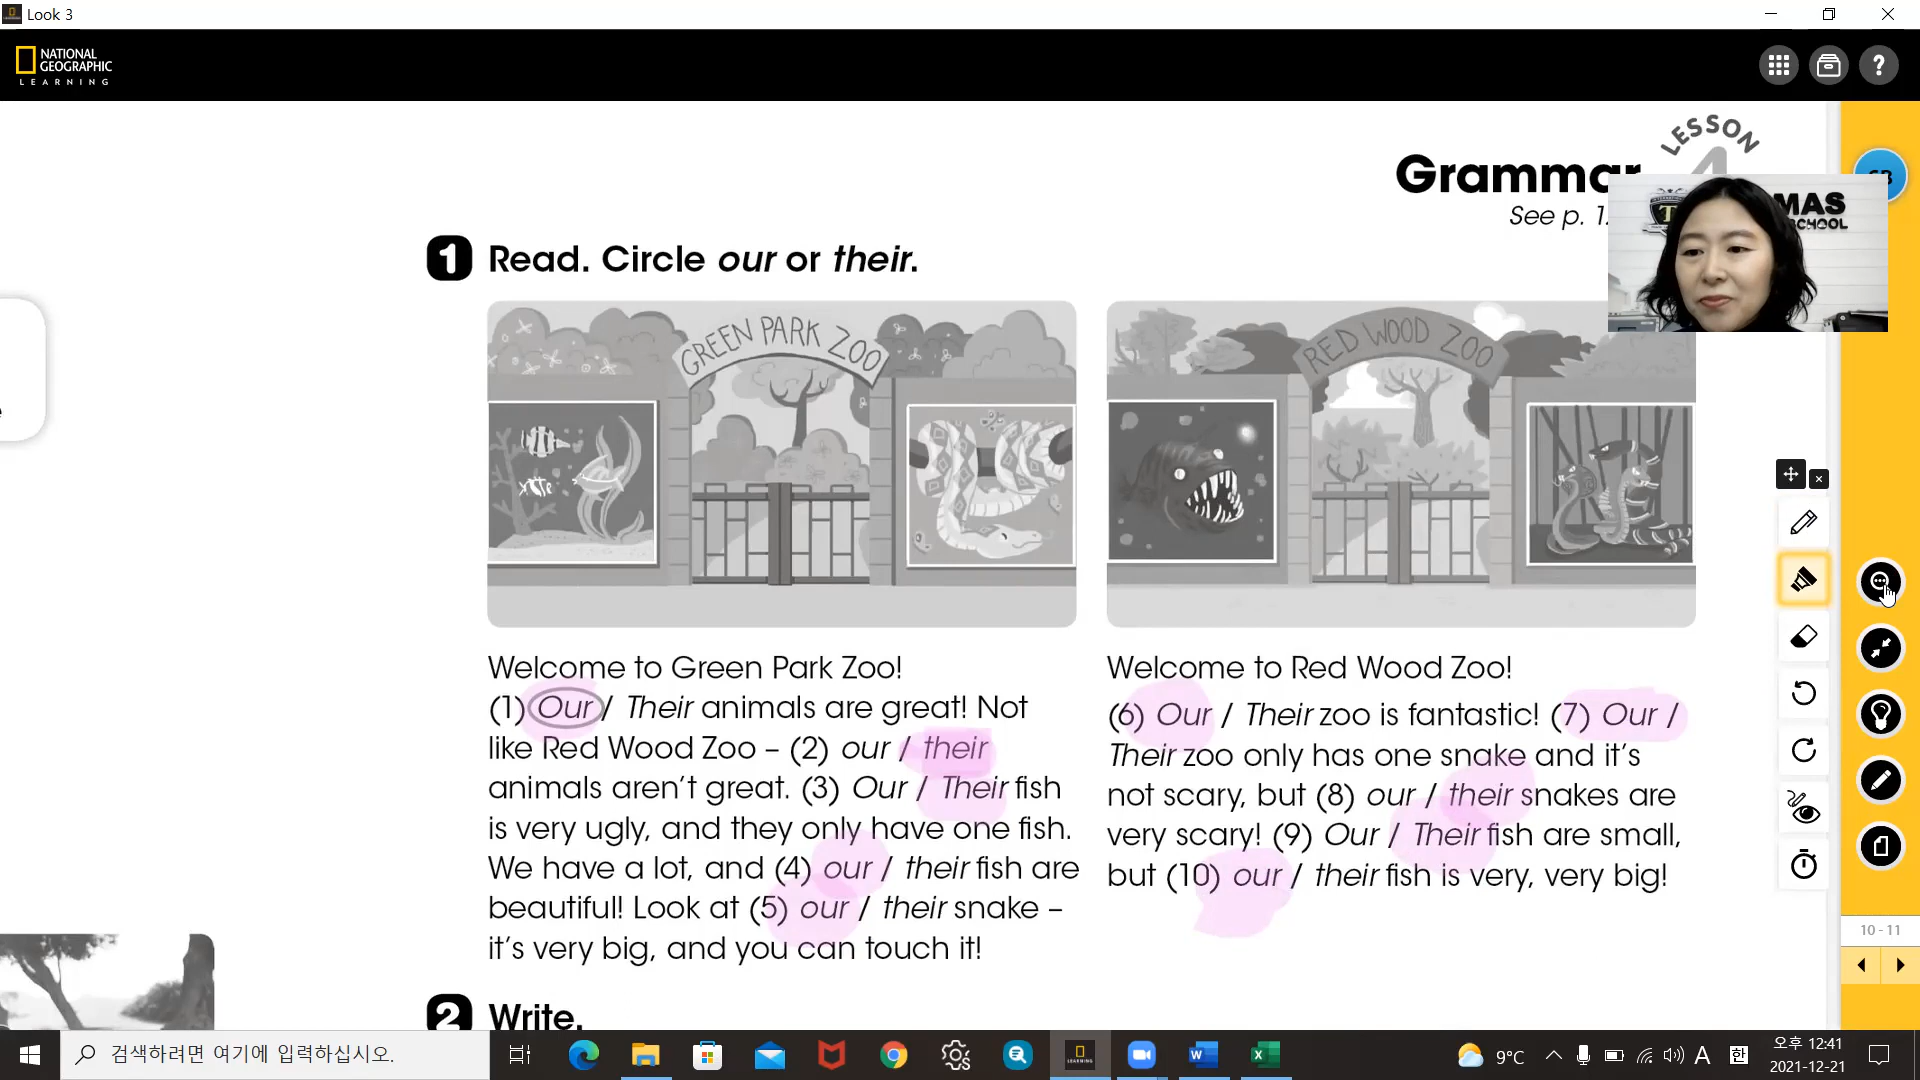 Look 3
NATIONAL
GEOGRAPHIC
LEARNING
LESSON
Grammar
See p. 1
MAS
SCHOOL
1 Read. Circle our or their.
GREEN PARK ZOO
RED WOOD ZOO
Welcome to Green Park Zoo!
(1) Our / Their animals are great! Not
like Red Wood Zoo – (2) our / their
animals aren't great. (3) Our / Their fish
is very ugly, and they only have one fish.
We have a lot, and (4) our / their fish are
beautiful! Look at (5) our / their snake –
it's very big, and you can touch it!
Welcome to Red Wood Zoo!
(6) Our / Their zoo is fantastic! (7) Our /
Their zoo only has one snake and it's
not scary, but (8) our / their snakes are
very scary! (9) Our / Their fish are small,
but (10) our / their fish is very, very big!
2 Write.
10 - 11
검색하려면 여기에 입력하십시오.
9°C
A
한
오후 12:41
2021-12-21